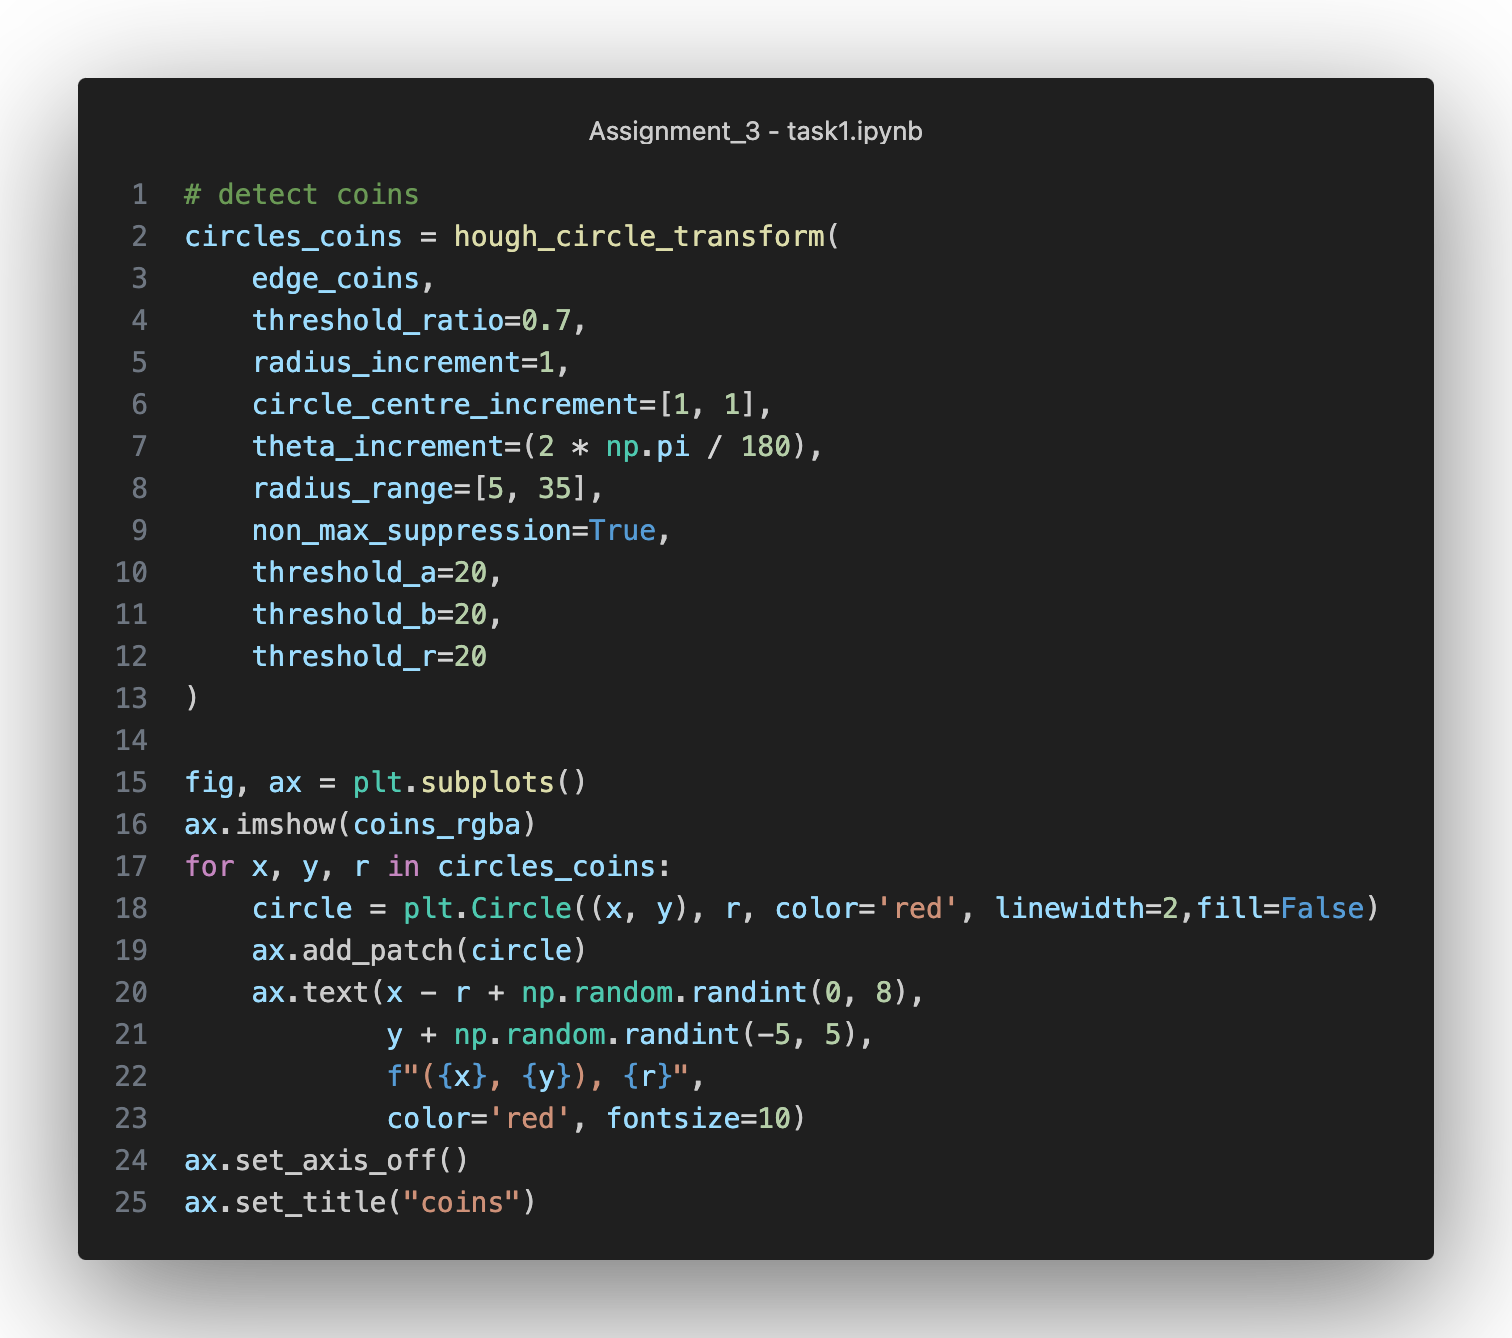 Assignment_3 - task1.ipynb
1 # detect coins
2 circles_coins = hough_circle_transform(
3     edge_coins,
4     threshold_ratio=0.7,
5     radius_increment=1,
6     circle_centre_increment=[1, 1],
7     theta_increment=(2 * np.pi / 180),
8     radius_range=[5, 35],
9     non_max_suppression=True,
10     threshold_a=20,
11     threshold_b=20,
12     threshold_r=20
13 )
14
15 fig, ax = plt.subplots()
16 ax.imshow(coins_rgba)
17 for x, y, r in circles_coins:
18     circle = plt.Circle((x, y), r, color='red', linewidth=2,fill=False)
19     ax.add_patch(circle)
20     ax.text(x - r + np.random.randint(0, 8),
21             y + np.random.randint(-5, 5),
22             f"({x}, {y}), {r}",
23             color='red', fontsize=10)
24 ax.set_axis_off()
25 ax.set_title("coins")